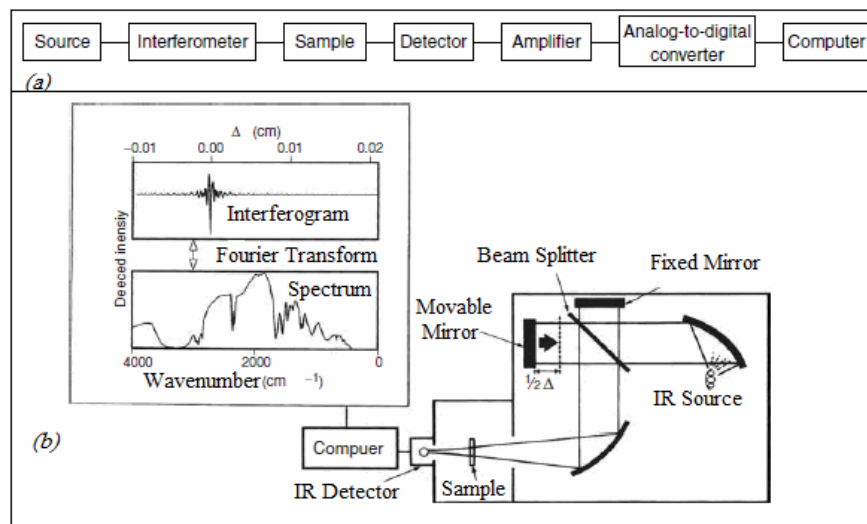 Source Interferometer Sample Detector Amplifier Analog-to-digital
converter Computer
(a)
Δ (cm)
-0.01 0.00 0.01 0.02
Interferogram
Fourier Transform
Deeced inensiy
Spectrum
4000 2000 0
Wavenumber(cm -1)
Beam Splitter
Fixed Mirror
Movable
Mirror
½ Δ
IR Source
(b)
Compuer
IR Detector
Sample